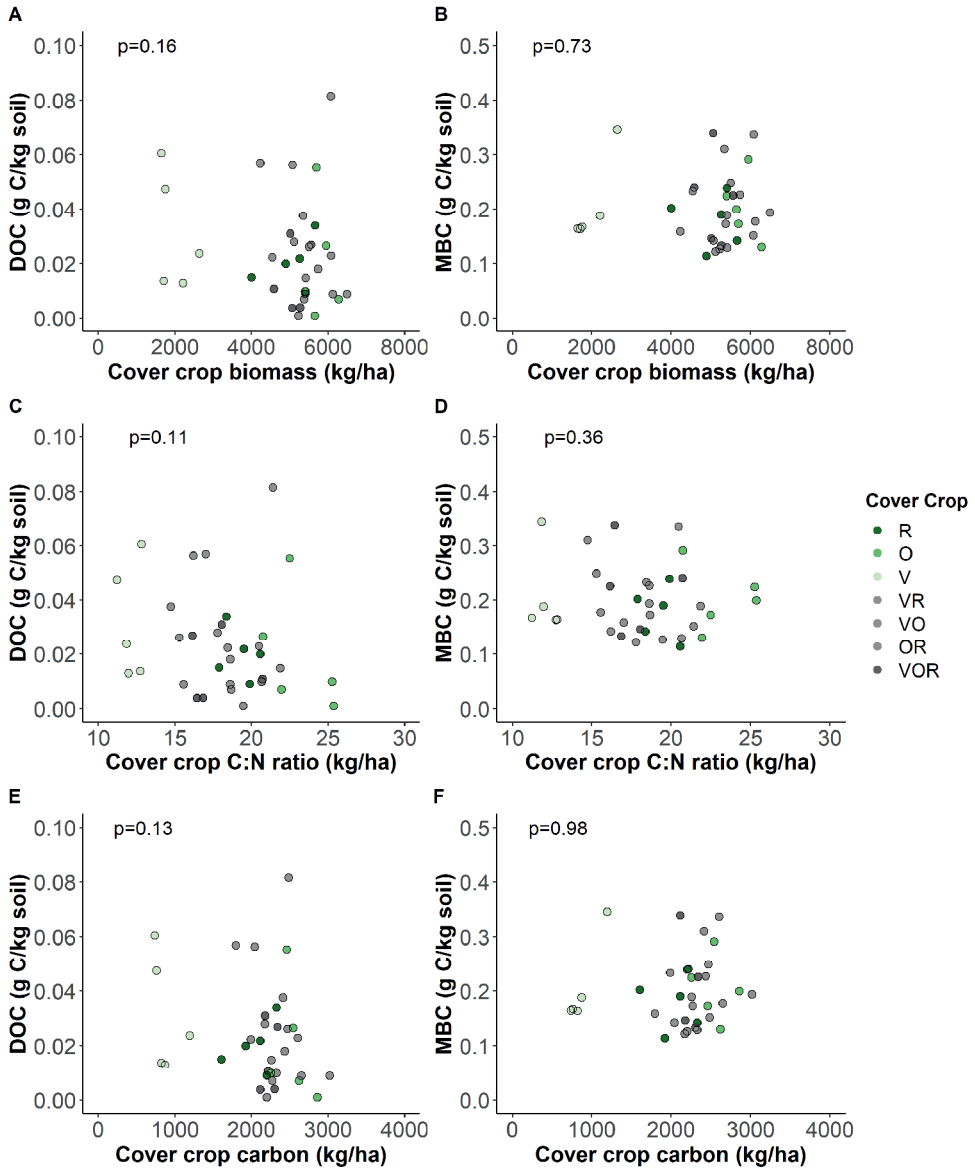 A
p=0.16
DOC (g C/kg soil)
0.10
0.08
0.06
0.04
0.02
0.00
0 2000 4000 6000 8000
Cover crop biomass (kg/ha)
B
p=0.73
MBC (g C/kg soil)
0.5
0.4
0.3
0.2
0.1
0.0
0 2000 4000 6000 8000
Cover crop biomass (kg/ha)
C
p=0.11
DOC (g C/kg soil)
0.10
0.08
0.06
0.04
0.02
0.00
10 15 20 25 30
Cover crop C:N ratio (kg/ha)
D
p=0.36
MBC (g C/kg soil)
0.5
0.4
0.3
0.2
0.1
0.0
10 15 20 25 30
Cover crop C:N ratio (kg/ha)
Cover Crop
R
O
V
VR
VO
OR
VOR
E
p=0.13
DOC (g C/kg soil)
0.10
0.08
0.06
0.04
0.02
0.00
0 1000 2000 3000 4000
Cover crop carbon (kg/ha)
F
p=0.98
MBC (g C/kg soil)
0.5
0.4
0.3
0.2
0.1
0.0
0 1000 2000 3000 4000
Cover crop carbon (kg/ha)